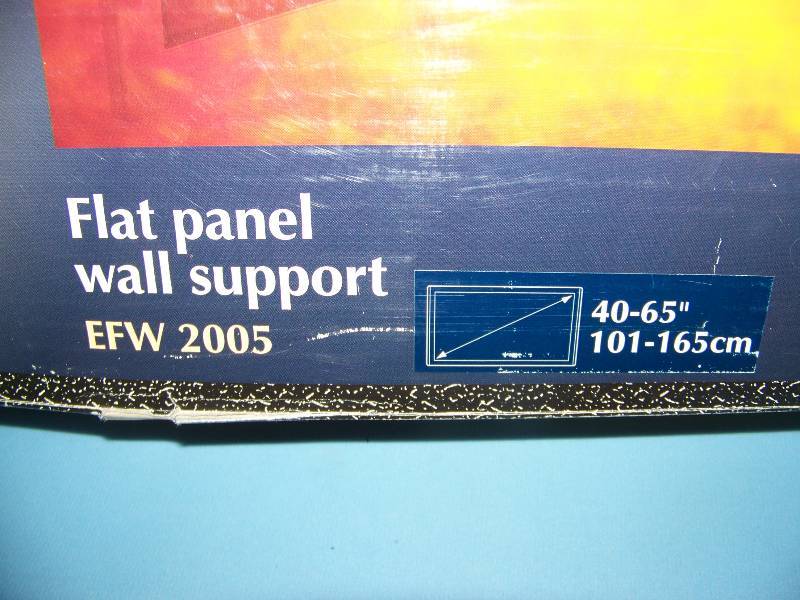 Flat panel
wall support
EFW 2005
40-65"
101-165cm